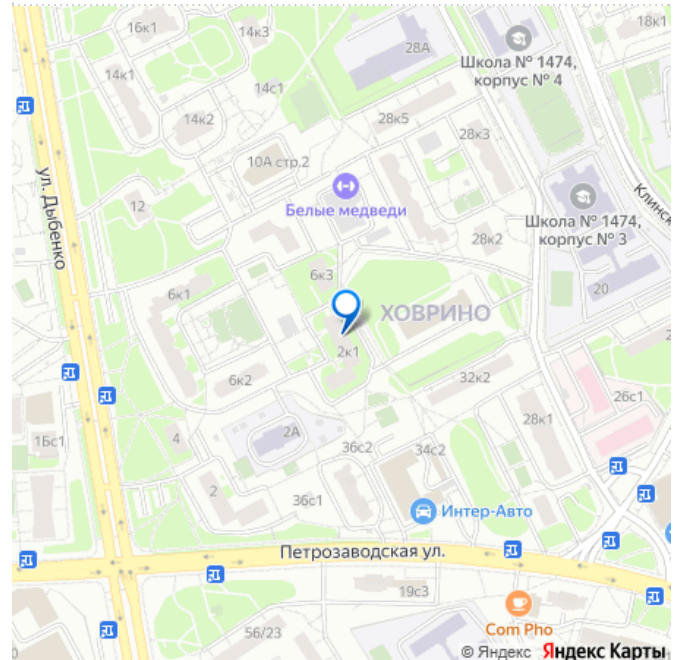 16к1
14к3
18к1
28А
Школа № 1474,
корпус № 4
14к1
14с1
14к2
28к5
28к3
10А стр.2
ул. Дыбенко
Белые медведи
Клинск
12
Школа № 1474,
корпус № 3
28к2
6к3
20
6к1
ХОВРИНО
2к1
2
6к2
32к2
26с1
1Бс1
4
2А
28к1
36с2
34с2
2
36с1
Интер-Авто
Петрозаводская ул.
19с3
Com Pho
56/23
© Яндекс Яндекс Карты